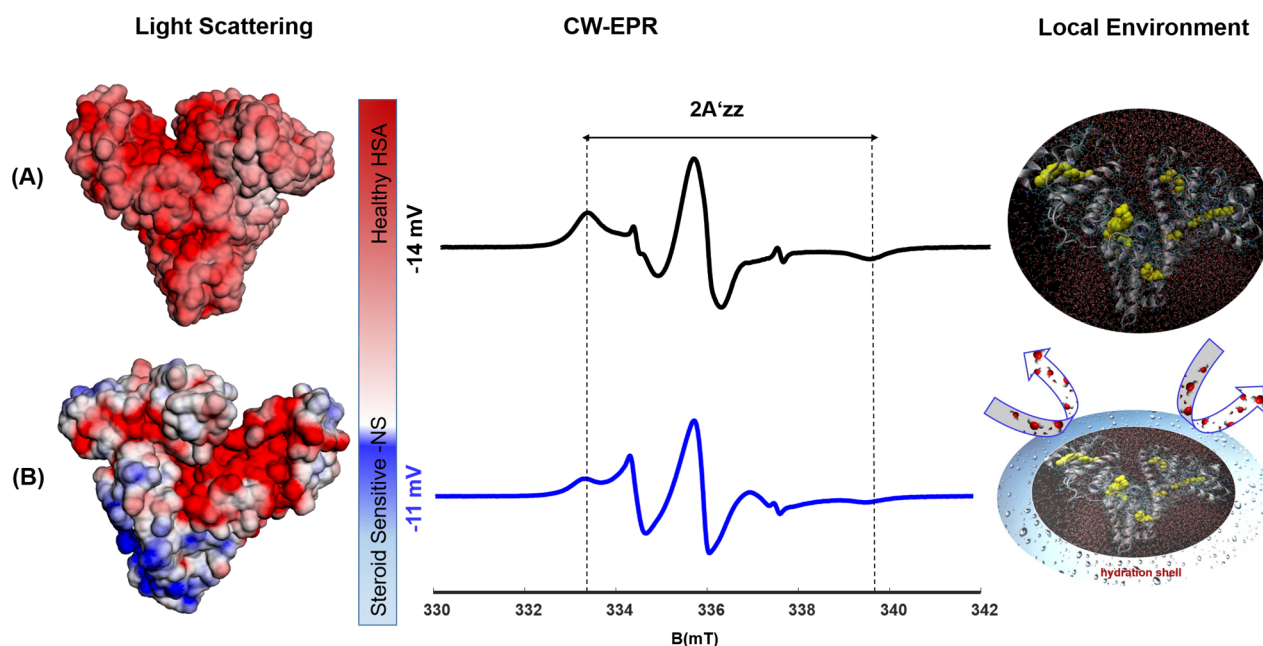 Light Scattering
CW-EPR
Local Environment
(A)
Healthy HSA
-14 mV
2A'zz
(B)
Steroid Sensitive -NS
-11 mV
hydration shell
330
332
334
336
338
340
342
B(mT)